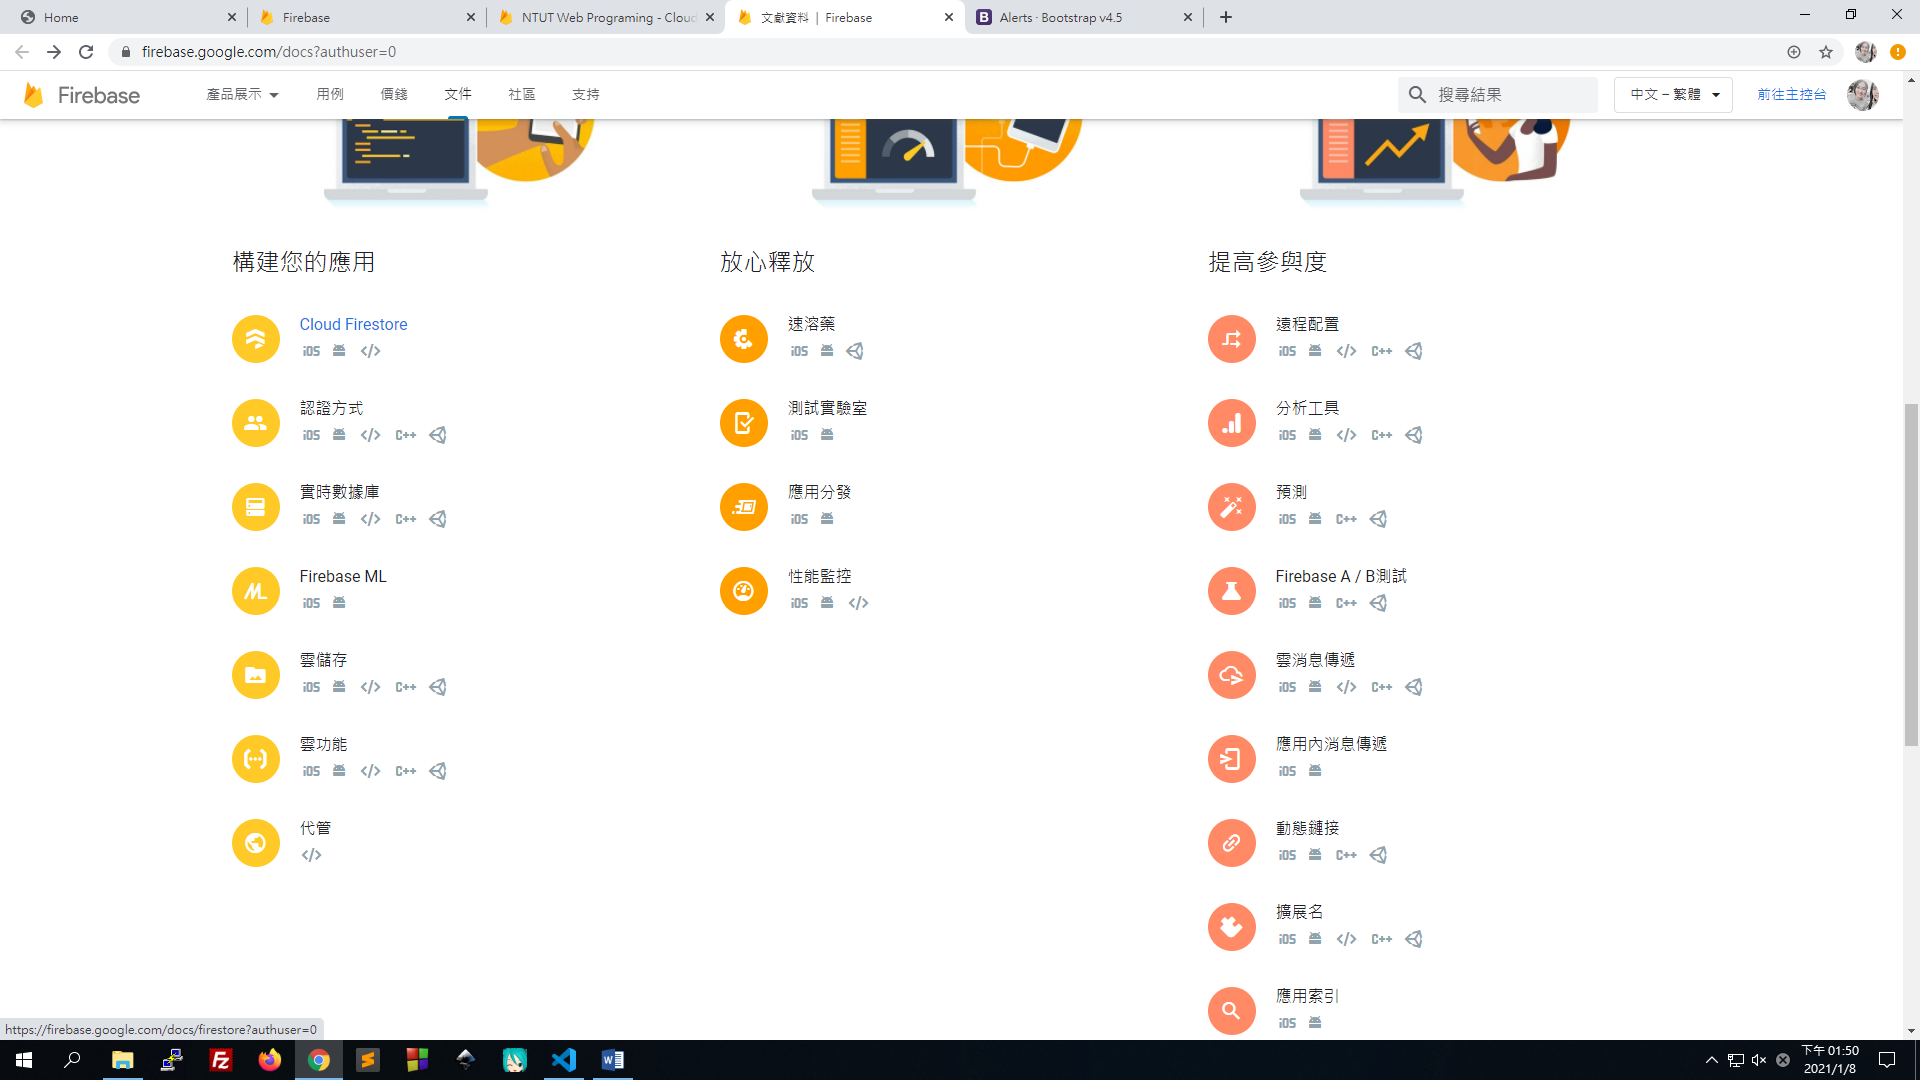 Home
Firebase
NTUT Web Programing - Cloud
文獻資料 | Firebase
Alerts · Bootstrap v4.5
firebase.google.com/docs?authuser=0
Firebase
產品展示
用例
價錢
文件
社區
支持
搜尋結果
中文 – 繁體
前往主控台
構建您的應用
Cloud Firestore
iOS </>
認證方式
iOS </> C++
實時數據庫
iOS </> C++
Firebase ML
iOS
雲儲存
iOS </> C++
雲功能
iOS </> C++
代管
</>
放心釋放
速溶藥
iOS
測試實驗室
iOS
應用分發
iOS
性能監控
iOS </>
提高參與度
遠程配置
iOS </> C++
分析工具
iOS </> C++
預測
iOS C++
Firebase A / B測試
iOS C++
雲消息傳遞
iOS </> C++
應用內消息傳遞
iOS
動態鏈接
iOS C++
擴展名
iOS </> C++
應用索引
iOS
https://firebase.google.com/docs/firestore?authuser=0
下午 01:50
2021/1/8